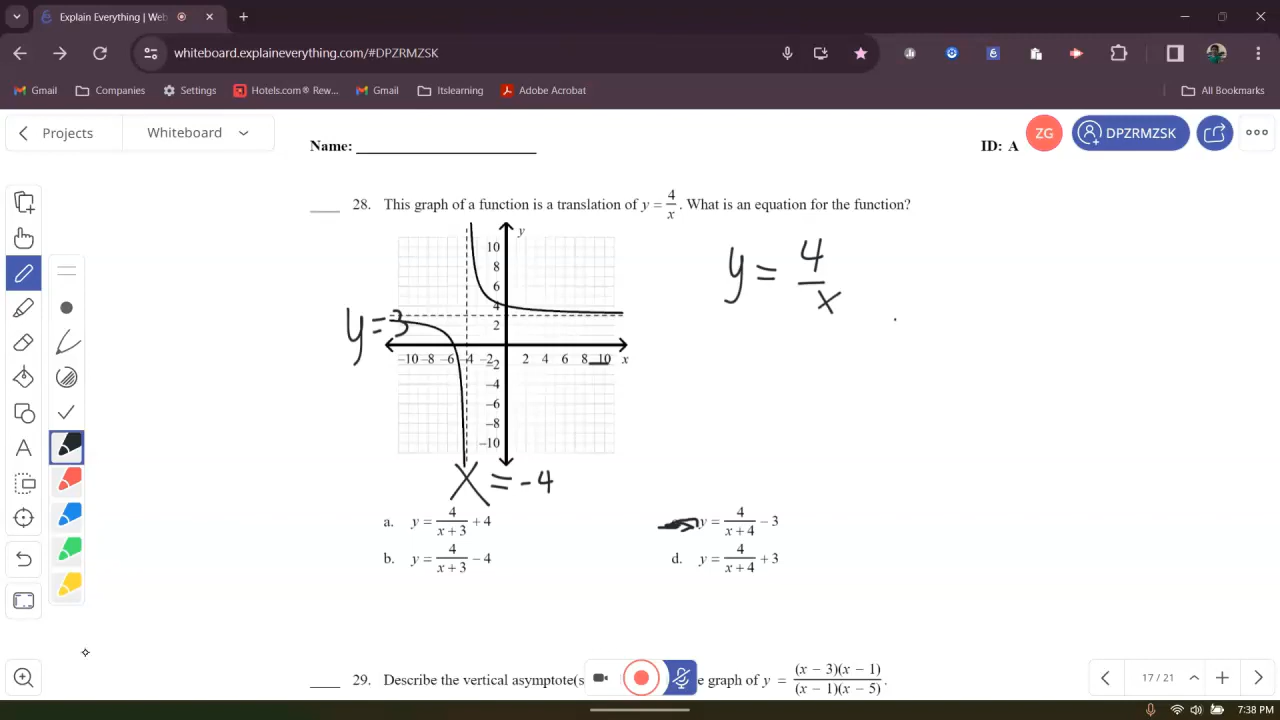 Explain Everything | Web
whiteboard.explaineverything.com/#DPZRMZSK
Gmail Companies Settings Hotels.com® Rew... Gmail Itslearning Adobe Acrobat All Bookmarks
Projects Whiteboard ZG DPZRMZSK
Name: ID: A
28. This graph of a function is a translation of y = 4/x. What is an equation for the function?
y
10
8
6
4
2
-10 -8 -6 -4 -2 2 4 6 8 10 x
-2
-4
-6
-8
-10
y = 4/x
y = 3
x = -4
a. y = 4/(x + 3) + 4
y = 4/(x + 4) - 3
b. y = 4/(x + 3) - 4
d. y = 4/(x + 4) + 3
29. Describe the vertical asymptote(s graph of y = (x - 3)(x - 1)/(x - 1)(x - 5).
17 / 21
7:38 PM